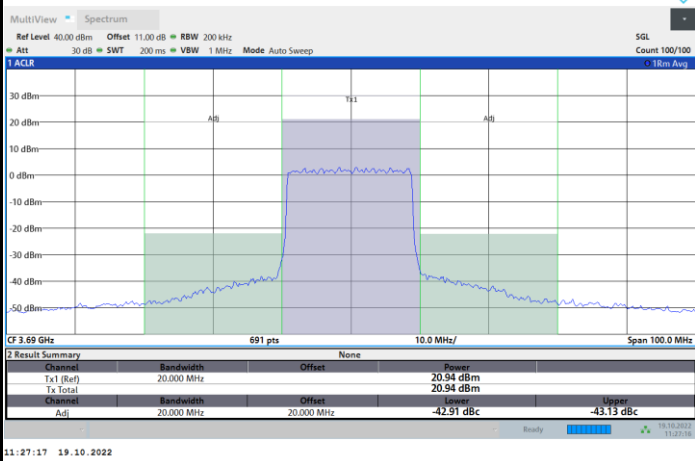 MultiView Spectrum
Ref Level 40.00 dBm Offset 11.00 dB RBW 200 kHz SGL
Att 30 dB SWT 200 ms VBW 1 MHz Mode Auto Sweep Count 100/100
1 ACLR 1Rm Avg
30 dBm
Tx1
20 dBm Adj Adj
10 dBm
0 dBm
-10 dBm
-20 dBm
-30 dBm
-40 dBm
-50 dBm
CF 3.69 GHz 691 pts 10.0 MHz/ Span 100.0 MHz
2 Result Summary None
Channel Bandwidth Offset Power
Tx1 (Ref) 20.000 MHz 20.94 dBm
Tx Total 20.94 dBm
Channel Bandwidth Offset Lower Upper
Adj 20.000 MHz 20.000 MHz -42.91 dBc -43.13 dBc
Ready 19.10.2022
11:27:16
11:27:17 19.10.2022